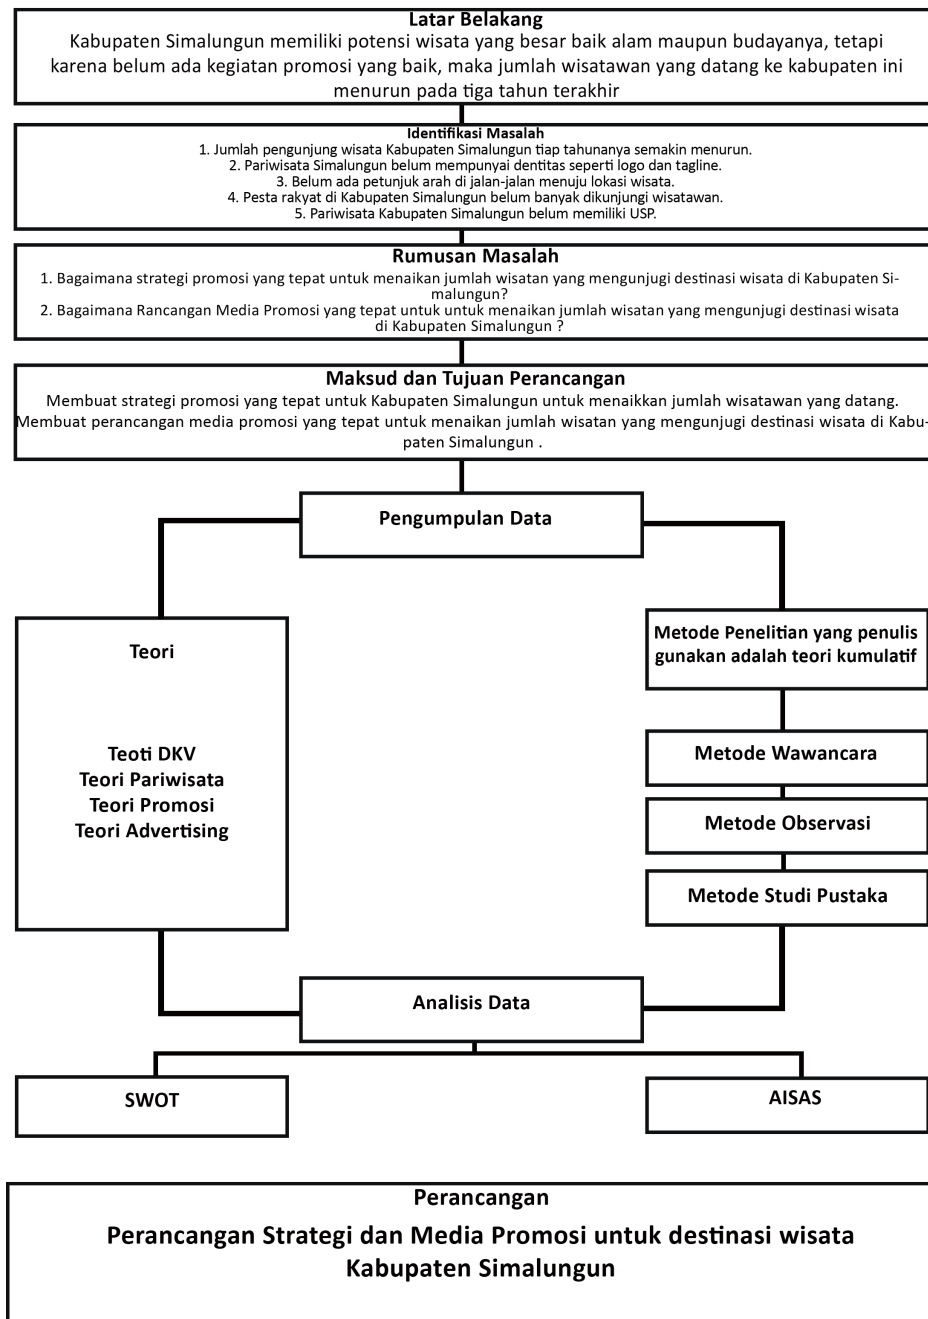 Latar Belakang
Kabupaten Simalungun memiliki potensi wisata yang besar baik alam maupun budayanya, tetapi
karena belum ada kegiatan promosi yang baik, maka jumlah wisatawan yang datang ke kabupaten ini
menurun pada tiga tahun terakhir
Identifikasi Masalah
1. Jumlah pengunjung wisata Kabupaten Simalungun tiap tahunanya semakin menurun.
2. Pariwisata Simalungun belum mempunyai dentitas seperti logo dan tagline.
3. Belum ada petunjuk arah di jalan-jalan menuju lokasi wisata.
4. Pesta rakyat di Kabupaten Simalungun belum banyak dikunjungi wisatawan.
5. Pariwisata Kabupaten Simalungun belum memiliki USP.
Rumusan Masalah
1. Bagaimana strategi promosi yang tepat untuk menaikan jumlah wisatan yang mengunjugi destinasi wisata di Kabupaten Si-
malungun?
2. Bagaimana Rancangan Media Promosi yang tepat untuk untuk menaikan jumlah wisatan yang mengunjugi destinasi wisata
di Kabupaten Simalungun ?
Maksud dan Tujuan Perancangan
Membuat strategi promosi yang tepat untuk Kabupaten Simalungun untuk menaikkan jumlah wisatawan yang datang.
Membuat perancangan media promosi yang tepat untuk menaikan jumlah wisatan yang mengunjugi destinasi wisata di Kabu-
paten Simalungun .
Pengumpulan Data
Teori
Teoti DKV
Teori Pariwisata
Teori Promosi
Teori Advertising
Metode Penelitian yang penulis
gunakan adalah teori kumulatif
Metode Wawancara
Metode Observasi
Metode Studi Pustaka
Analisis Data
SWOT
AISAS
Perancangan
Perancangan Strategi dan Media Promosi untuk destinasi wisata
Kabupaten Simalungun